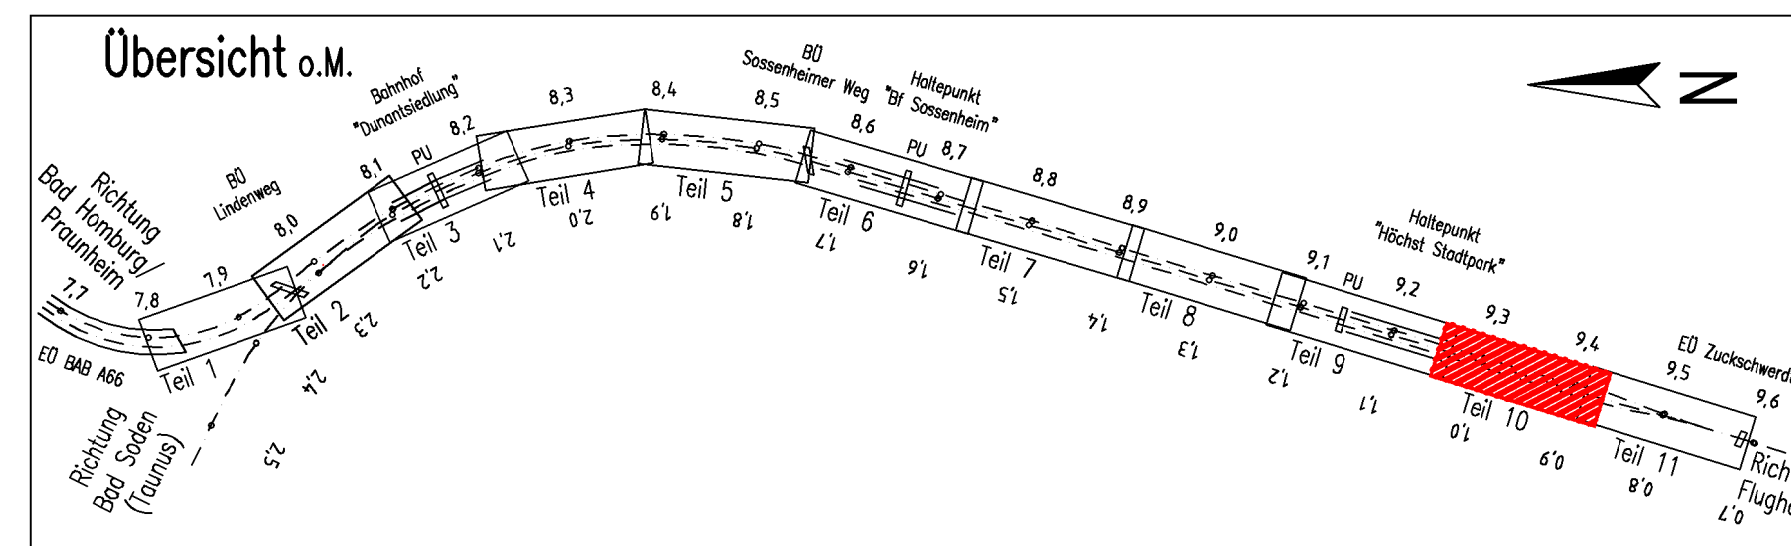 Übersicht o.M.
N
Richtung
Bad Homburg/
Praunheim
7,7
7,8
7,9
8,0
8,1
8,2
8,3
8,4
8,5
8,6
8,7
8,8
8,9
9,0
9,1
9,2
9,3
9,4
9,5
9,6
BÜ
Lindenweg
Bahnhof
"Dunantsiedlung"
PU
BÜ
Sossenheimer Weg
Haltepunkt
"Bf Sossenheim"
PU
Haltepunkt
"Höchst Stadtpark"
PU
EÜ Zuckschwerdt
EÜ BAB A66
Teil 1
Teil 2
Teil 3
Teil 4
Teil 5
Teil 6
Teil 7
Teil 8
Teil 9
Teil 10
Teil 11
Richtung
Bad Soden
(Taunus)
2,5
2,4
2,3
2,2
2,1
2,0
1,9
1,8
1,7
1,6
1,5
1,4
1,3
1,2
1,1
1,0
0,9
0,8
0,7
Rich
Flugh